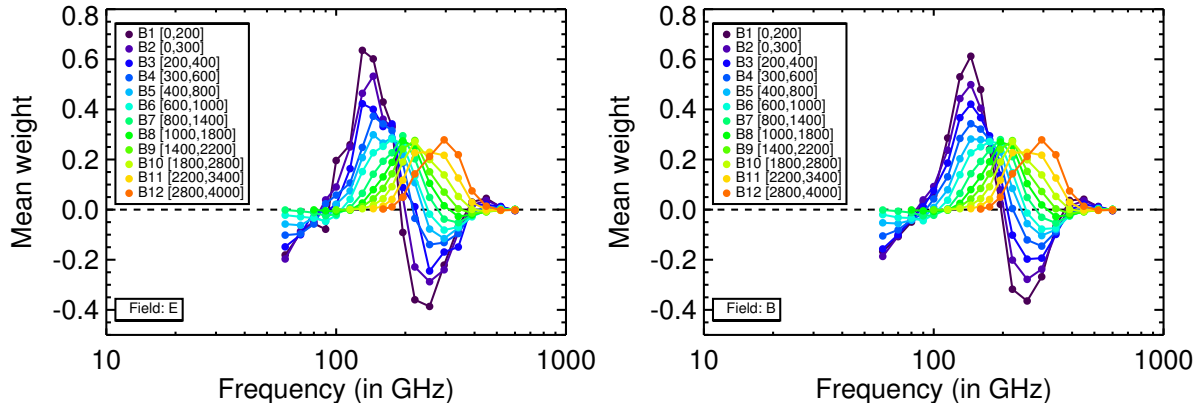 0.8
0.6
0.4
0.2
0.0
-0.2
-0.4
Mean weight
B1 [0,200]
B2 [0,300]
B3 [200,400]
B4 [300,600]
B5 [400,800]
B6 [600,1000]
B7 [800,1400]
B8 [1000,1800]
B9 [1400,2200]
B10 [1800,2800]
B11 [2200,3400]
B12 [2800,4000]
Field: E
10 100 1000
Frequency (in GHz)
0.8
0.6
0.4
0.2
0.0
-0.2
-0.4
Mean weight
B1 [0,200]
B2 [0,300]
B3 [200,400]
B4 [300,600]
B5 [400,800]
B6 [600,1000]
B7 [800,1400]
B8 [1000,1800]
B9 [1400,2200]
B10 [1800,2800]
B11 [2200,3400]
B12 [2800,4000]
Field: B
10 100 1000
Frequency (in GHz)